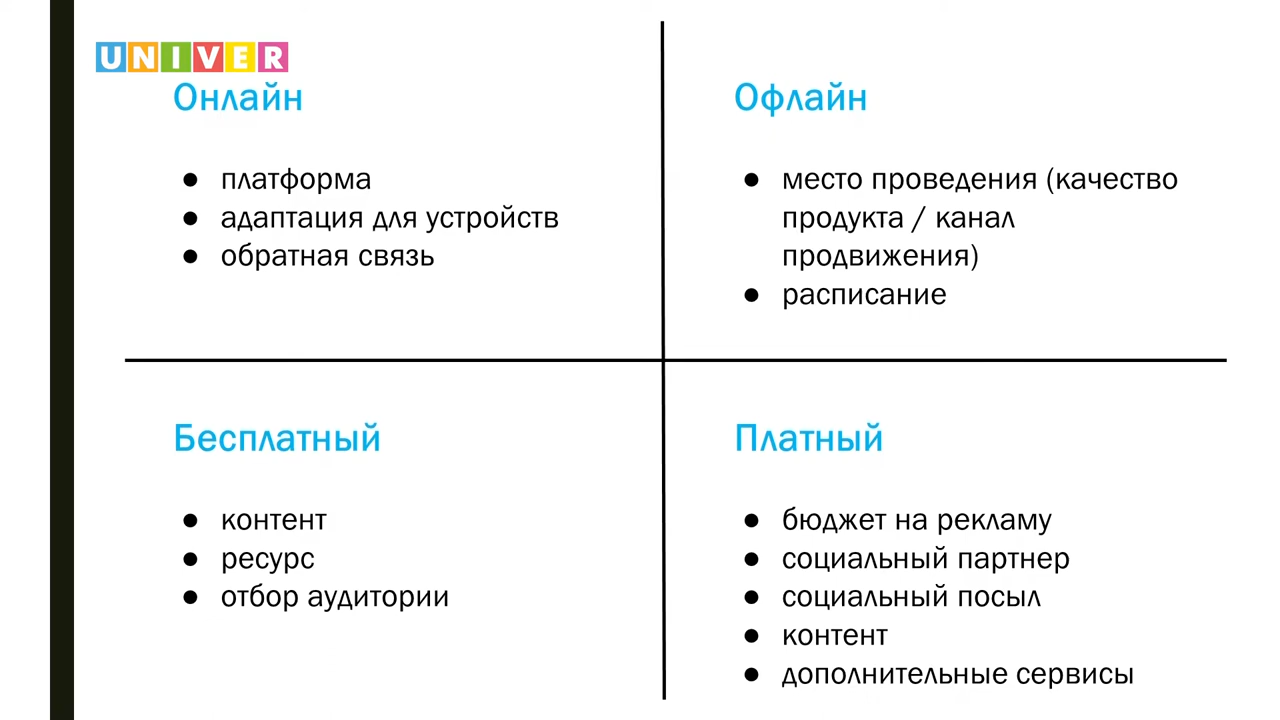 UNIVER
Онлайн
● платформа
● адаптация для устройств
● обратная связь
Офлайн
● место проведения (качество
продукта / канал
продвижения)
● расписание
Бесплатный
● контент
● ресурс
● отбор аудитории
Платный
● бюджет на рекламу
● социальный партнер
● социальный посыл
● контент
● дополнительные сервисы